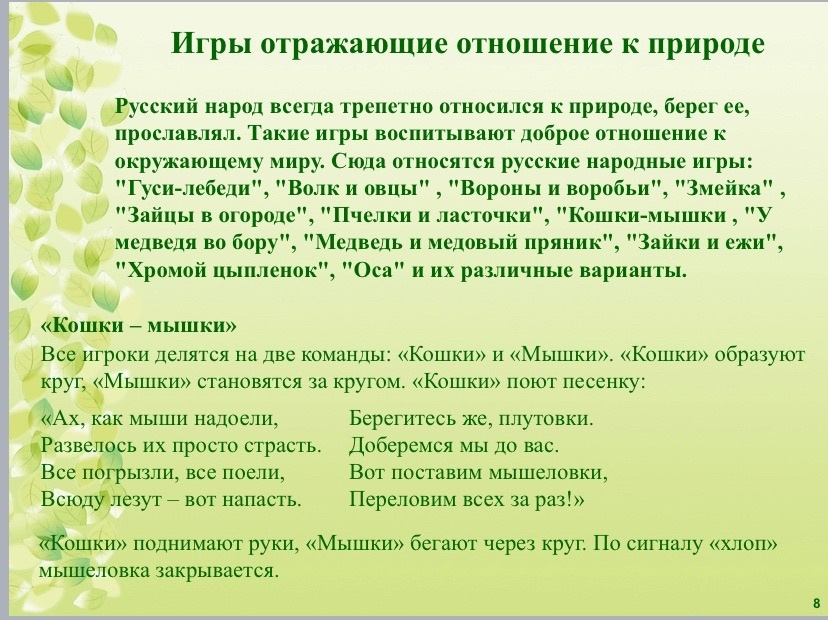 Игры отражающие отношение к природе
Русский народ всегда трепетно относился к природе, берег ее,
прославлял. Такие игры воспитывают доброе отношение к
окружающему миру. Сюда относятся русские народные игры:
"Гуси-лебеди", "Волк и овцы" , "Вороны и воробьи", "Змейка" ,
"Зайцы в огороде", "Пчелки и ласточки", "Кошки-мышки , "У
медведя во бору", "Медведь и медовый пряник", "Зайки и ежи",
"Хромой цыпленок", "Оса" и их различные варианты.
«Кошки – мышки»
Все игроки делятся на две команды: «Кошки» и «Мышки». «Кошки» образуют
круг, «Мышки» становятся за кругом. «Кошки» поют песенку:
«Ах, как мыши надоели,
Развелось их просто страсть.
Все погрызли, все поели,
Всюду лезут – вот напасть.
Берегитесь же, плутовки.
Доберемся мы до вас.
Вот поставим мышеловки,
Переловим всех за раз!»
«Кошки» поднимают руки, «Мышки» бегают через круг. По сигналу «хлоп»
мышеловка закрывается.
8